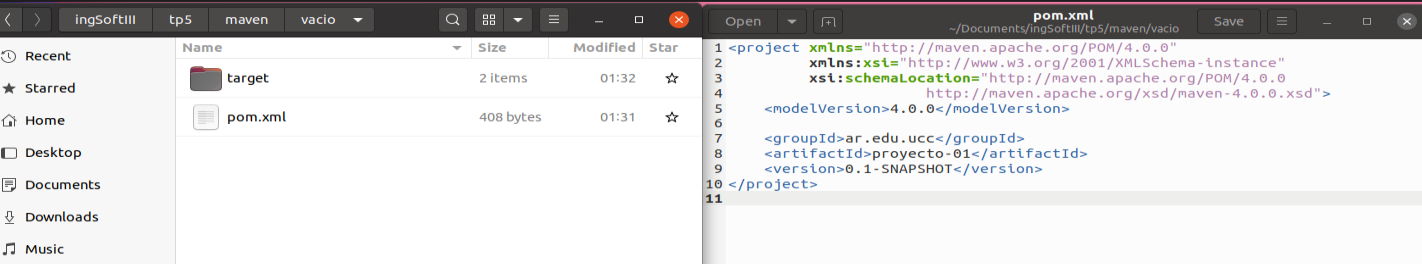 ingSoftIII tp5 maven vacio
Name Size Modified Star
Recent
Starred
Home
Desktop
Documents
Downloads
Music
target 2 items 01:32
pom.xml 408 bytes 01:31
Open pom.xml Save
~/Documents/ingSoftIII/tp5/maven/vacio
1 <project xmlns="http://maven.apache.org/POM/4.0.0"
2 xmlns:xsi="http://www.w3.org/2001/XMLSchema-instance"
3 xsi:schemaLocation="http://maven.apache.org/POM/4.0.0
4 http://maven.apache.org/xsd/maven-4.0.0.xsd">
5 <modelVersion>4.0.0</modelVersion>
6
7 <groupId>ar.edu.ucc</groupId>
8 <artifactId>proyecto-01</artifactId>
9 <version>0.1-SNAPSHOT</version>
10 </project>
11